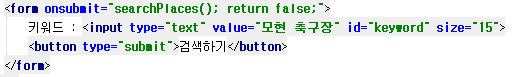 <form onsubmit="searchPlaces(); return false;">
키워드 : <input type="text" value="모현 축구장" id="keyword" size="15">
<button type="submit">검색하기</button>
</form>